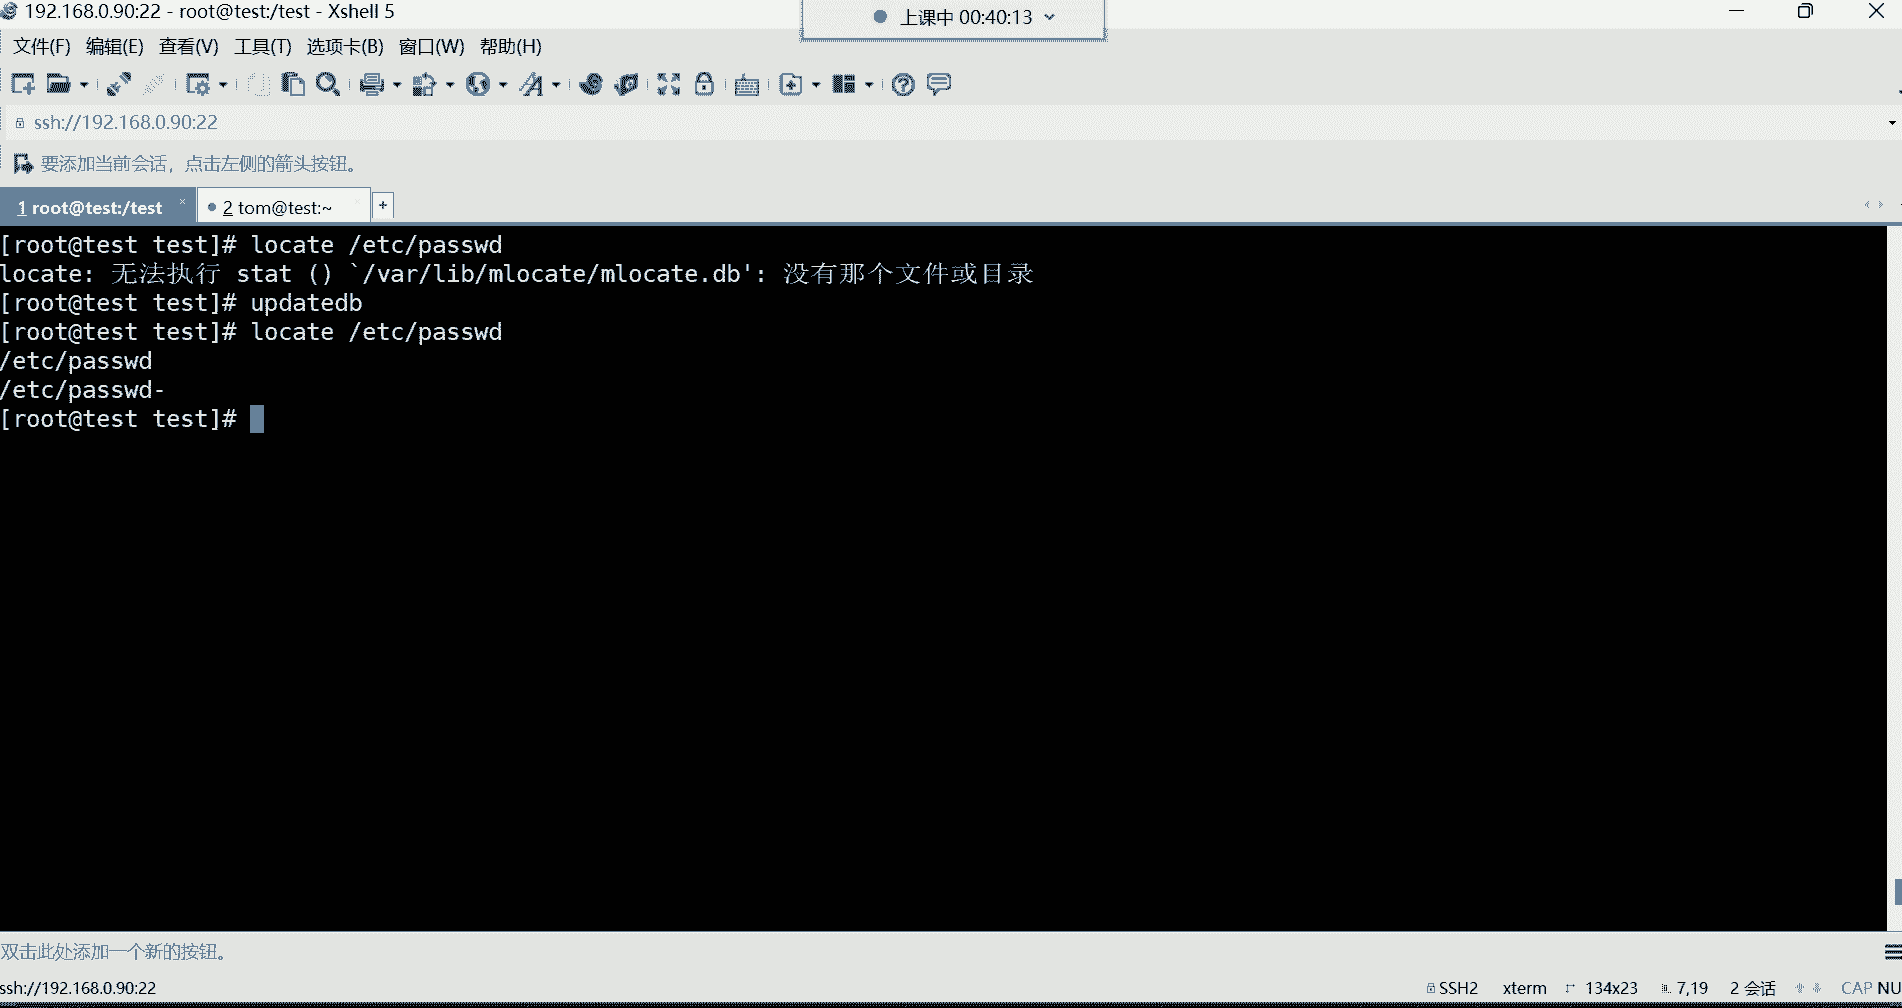 192.168.0.90:22 - root@test:/test - Xshell 5
上课中 00:40:13
文件(F) 编辑(E) 查看(V) 工具(T) 选项卡(B) 窗口(W) 帮助(H)
ssh://192.168.0.90:22
要添加当前会话，点击左侧的箭头按钮。
1 root@test:/test
2 tom@test:~
[root@test test]# locate /etc/passwd
locate: 无法执行 stat () `/var/lib/mlocate/mlocate.db': 没有那个文件或目录
[root@test test]# updatedb
[root@test test]# locate /etc/passwd
/etc/passwd
/etc/passwd-
[root@test test]#
双击此处添加一个新的按钮。
ssh://192.168.0.90:22 SSH2 xterm 134x23 7,19 2 会话 CAP NU